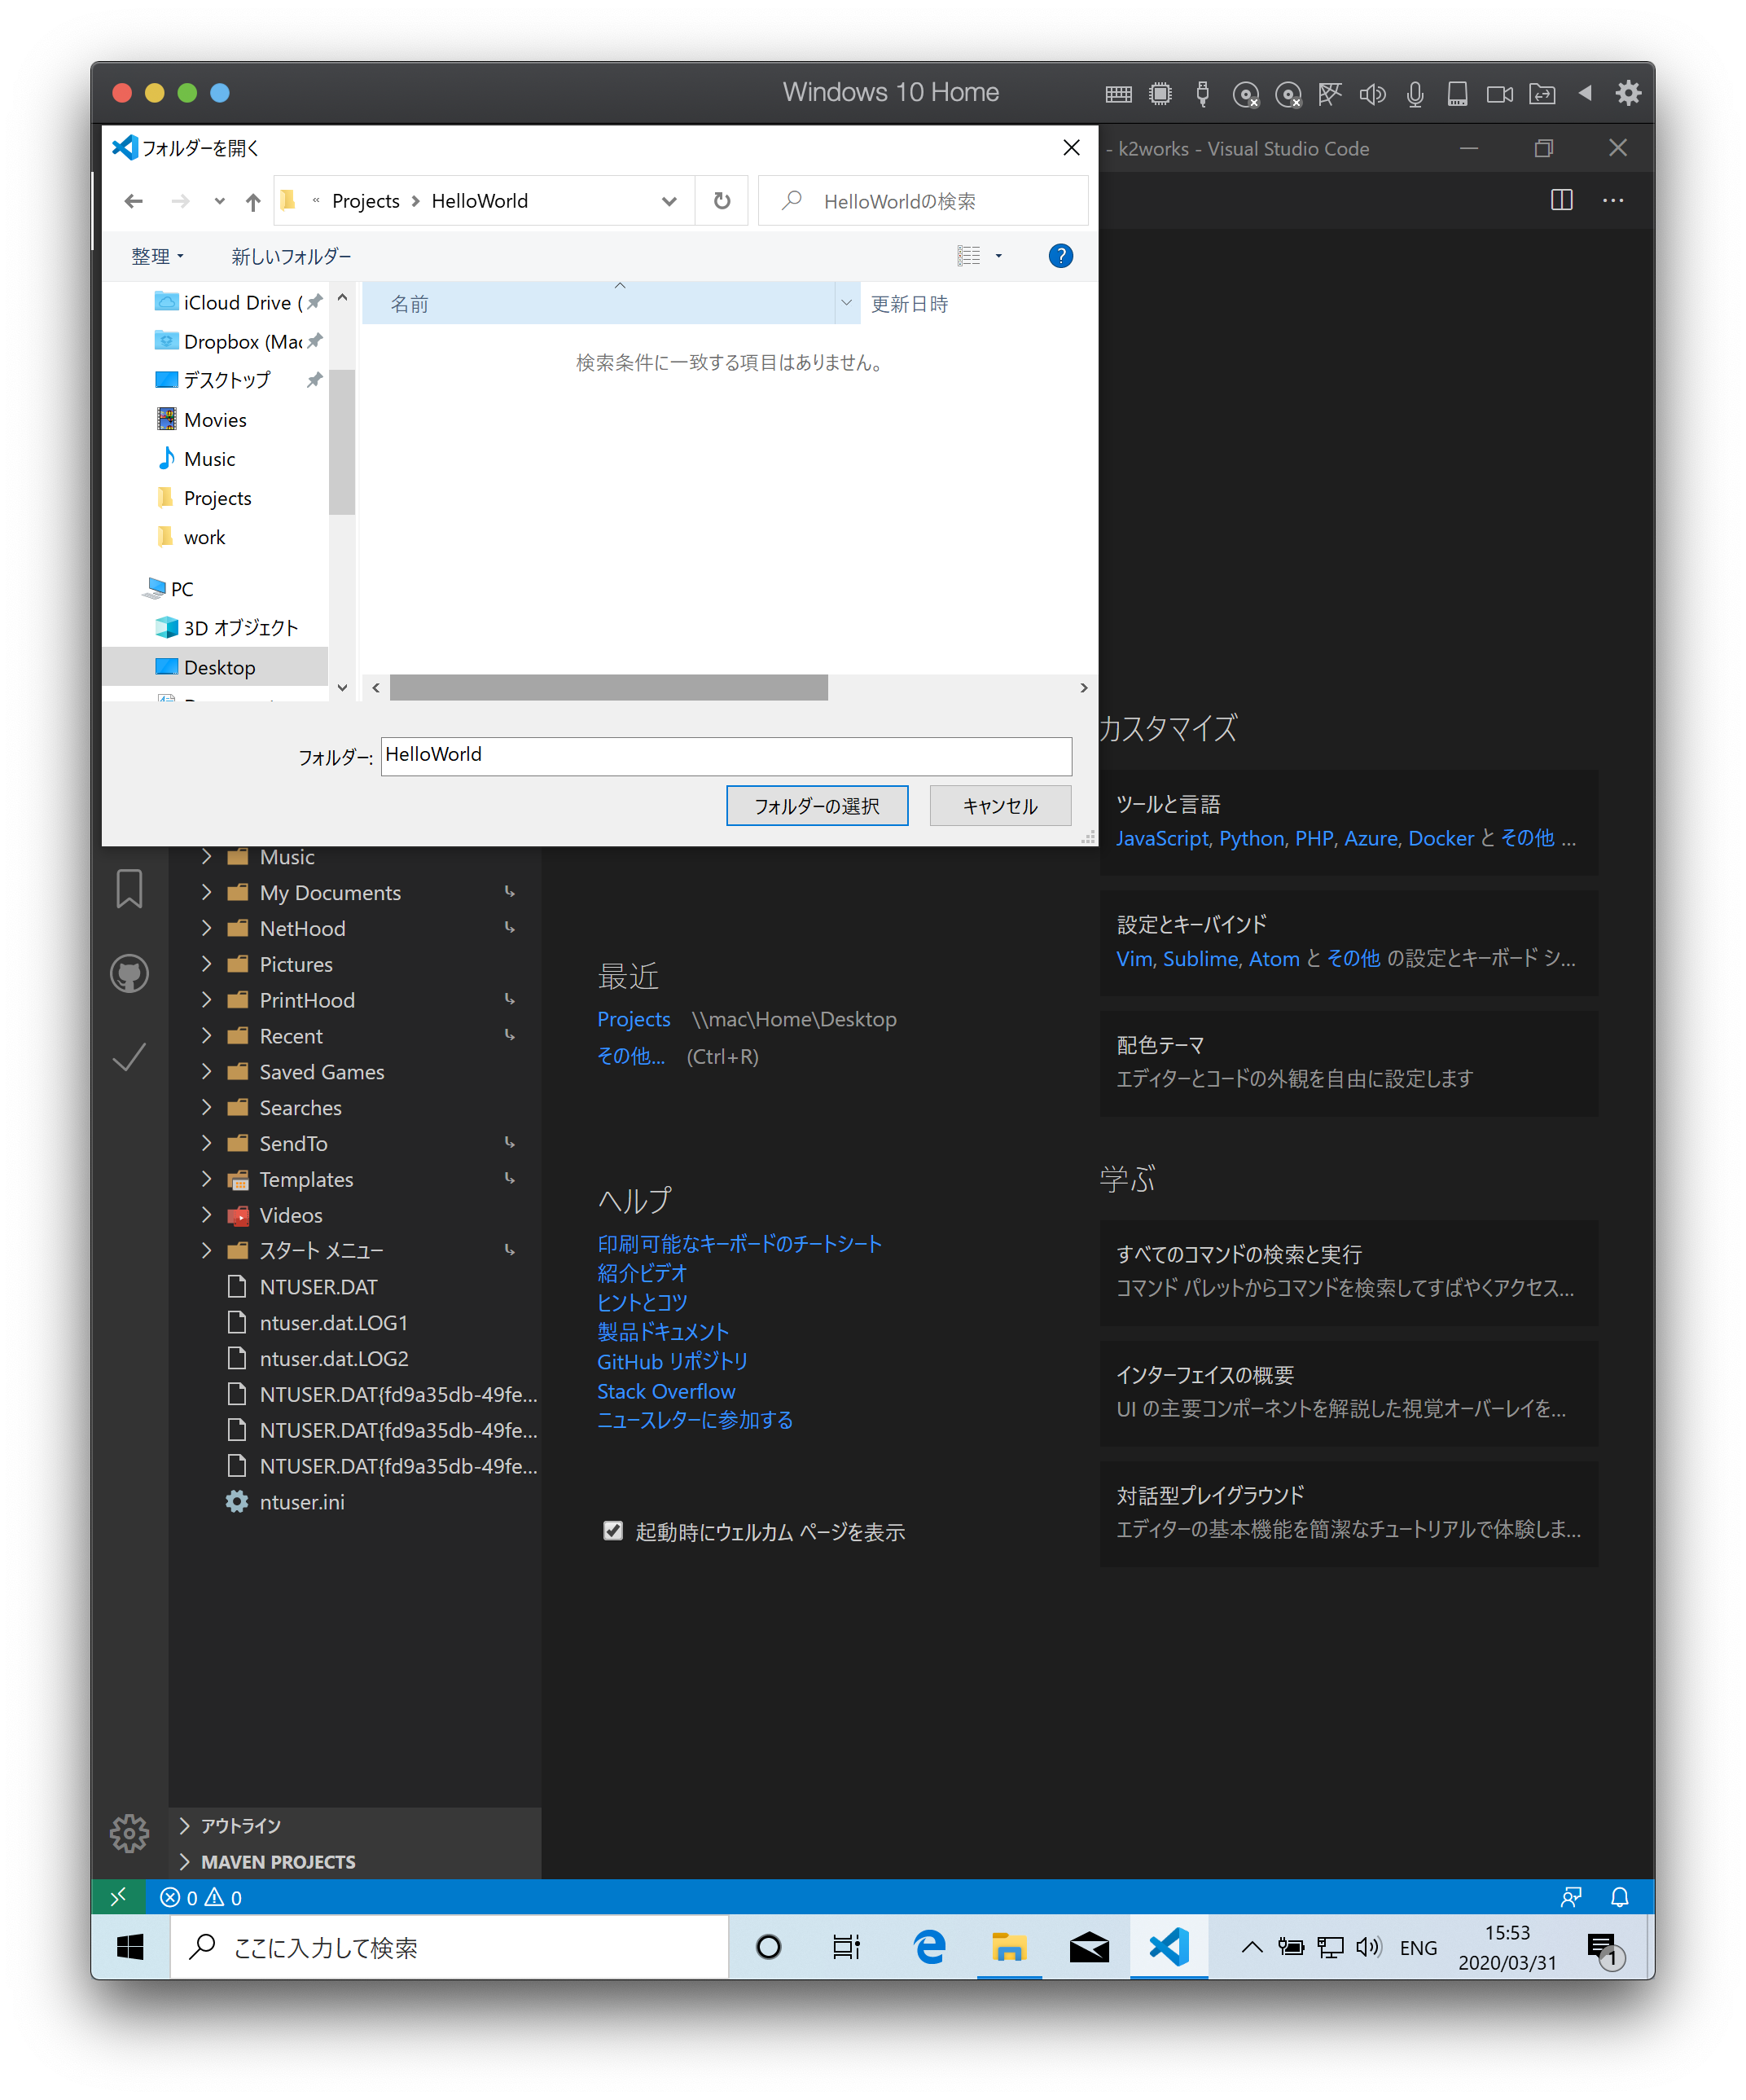 Windows 10 Home
フォルダーを開く
- k2works - Visual Studio Code
« Projects > HelloWorld
HelloWorldの検索
整理
新しいフォルダー
名前
更新日時
検索条件に一致する項目はありません。
iCloud Drive (
Dropbox (Mac
デスクトップ
Movies
Music
Projects
work
PC
3D オブジェクト
Desktop
フォルダー:
HelloWorld
フォルダーの選択
キャンセル
Music
My Documents
NetHood
Pictures
PrintHood
Recent
Saved Games
Searches
SendTo
Templates
Videos
スタート メニュー
NTUSER.DAT
ntuser.dat.LOG1
ntuser.dat.LOG2
NTUSER.DAT{fd9a35db-49fe...
NTUSER.DAT{fd9a35db-49fe...
NTUSER.DAT{fd9a35db-49fe...
ntuser.ini
アウトライン
MAVEN PROJECTS
最近
Projects \\mac\Home\Desktop
その他... (Ctrl+R)
ヘルプ
印刷可能なキーボードのチートシート
紹介ビデオ
ヒントとコツ
製品ドキュメント
GitHub リポジトリ
Stack Overflow
ニュースレターに参加する
起動時にウェルカム ページを表示
カスタマイズ
ツールと言語
JavaScript, Python, PHP, Azure, Docker と その他 ...
設定とキーバインド
Vim, Sublime, Atom と その他 の設定とキーボード シ...
配色テーマ
エディターとコードの外観を自由に設定します
学ぶ
すべてのコマンドの検索と実行
コマンド パレットからコマンドを検索してすばやくアクセス...
インターフェイスの概要
UI の主要コンポーネントを解説した視覚オーバーレイを...
対話型プレイグラウンド
エディターの基本機能を簡潔なチュートリアルで体験しま...
0 0
ここに入力して検索
ENG
15:53
2020/03/31
1